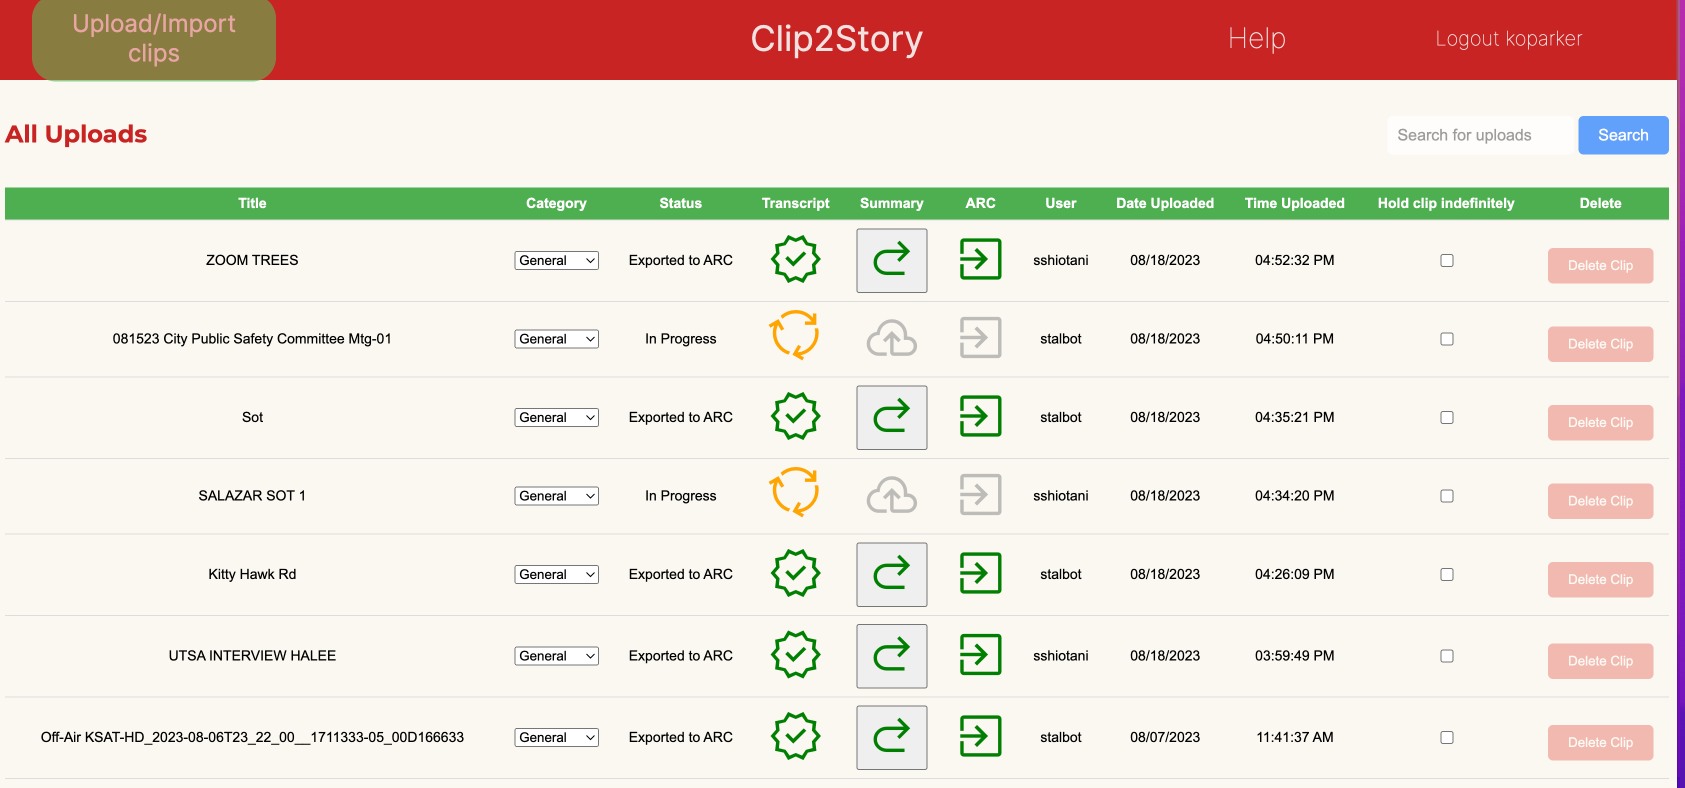 Upload/Import
clips
Clip2Story
Help
Logout koparker
All Uploads
Search for uploads
Search
Title Category Status Transcript Summary ARC User Date Uploaded Time Uploaded Hold clip indefinitely Delete
ZOOM TREES General Exported to ARC sshiotani 08/18/2023 04:52:32 PM Delete Clip
081523 City Public Safety Committee Mtg-01 General In Progress stalbot 08/18/2023 04:50:11 PM Delete Clip
Sot General Exported to ARC stalbot 08/18/2023 04:35:21 PM Delete Clip
SALAZAR SOT 1 General In Progress sshiotani 08/18/2023 04:34:20 PM Delete Clip
Kitty Hawk Rd General Exported to ARC stalbot 08/18/2023 04:26:09 PM Delete Clip
UTSA INTERVIEW HALEE General Exported to ARC sshiotani 08/18/2023 03:59:49 PM Delete Clip
Off-Air KSAT-HD_2023-08-06T23_22_00__1711333-05_00D166633 General Exported to ARC stalbot 08/07/2023 11:41:37 AM Delete Clip